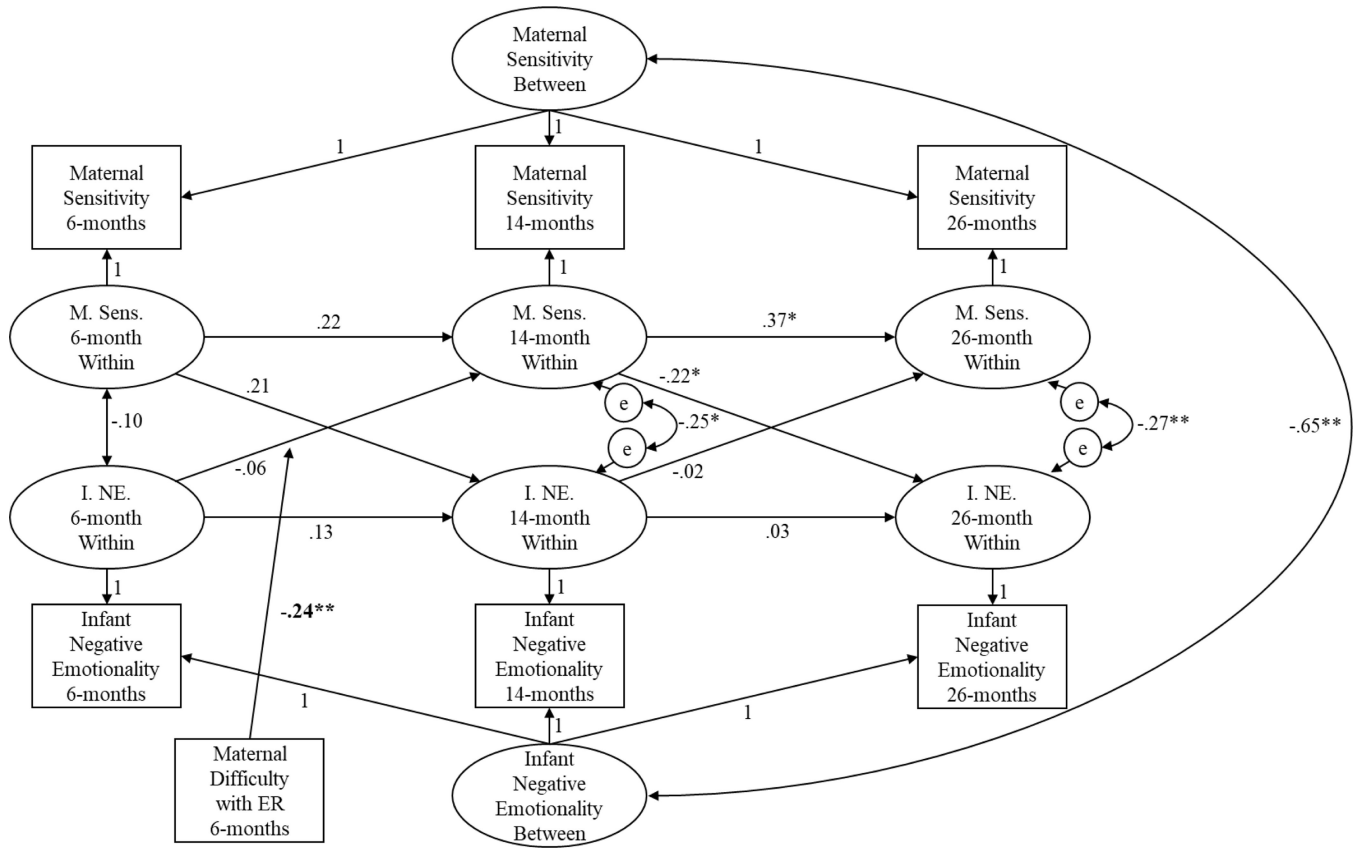 Maternal
Sensitivity
Between
1
1
1
Maternal
Sensitivity
6-months
Maternal
Sensitivity
14-months
Maternal
Sensitivity
26-months
1
1
1
M. Sens.
6-month
Within
.22
M. Sens.
14-month
Within
.37*
M. Sens.
26-month
Within
.21
-.22*
e
e
-.10
-.25*
-.27**
-.65**
e
e
-.06
-.02
I. NE.
6-month
Within
.13
I. NE.
14-month
Within
.03
I. NE.
26-month
Within
1
1
1
-.24**
Infant
Negative
Emotionality
6-months
Infant
Negative
Emotionality
14-months
Infant
Negative
Emotionality
26-months
1
1
1
Maternal
Difficulty
with ER
6-months
Infant
Negative
Emotionality
Between